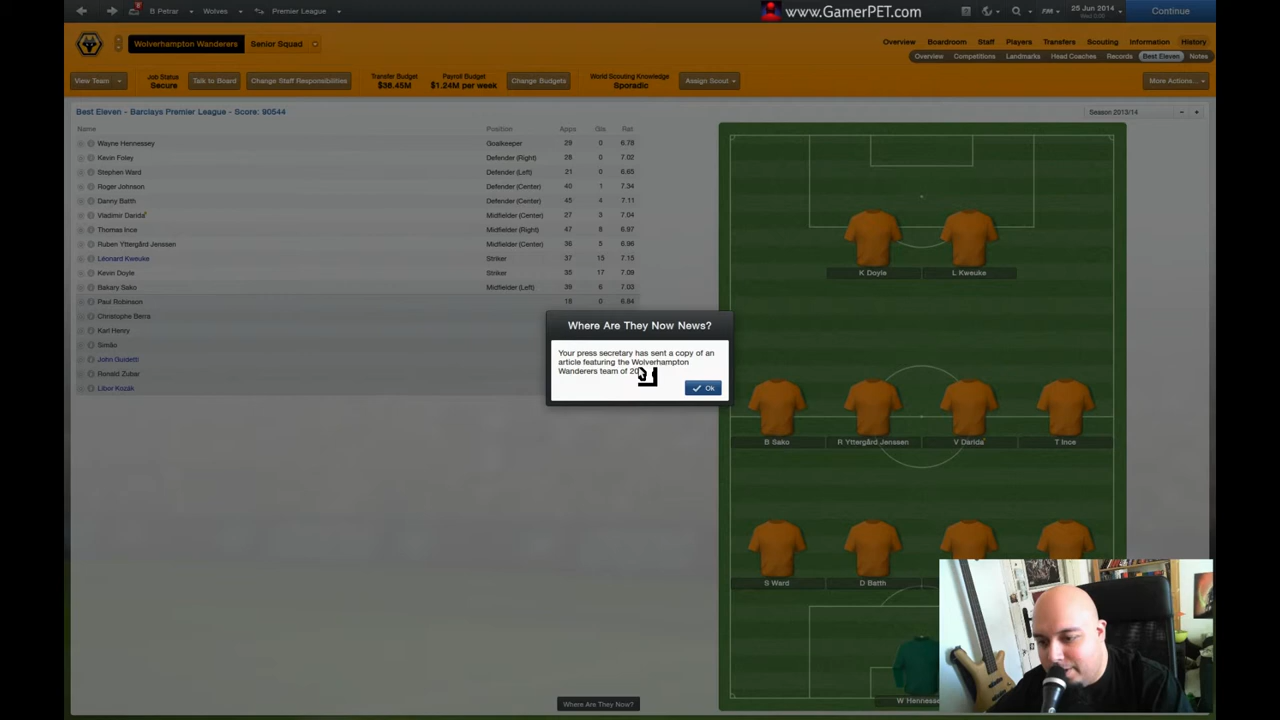 B Petrar Wolves Premier League www.GamerPET.com FMI 25 Jun 2014 Continue
Wed
Wolverhampton Wanderers Senior Squad
Overview Boardroom Staff Players Transfers Scouting Information History
Overview Competitions Landmarks Head Coaches Records Best Eleven Notes
View Team
Job Status
Secure
Talk to Board
Change Staff Responsibilities
Transfer Budget
$36.45M
Payroll Budget
$1.24M per week
Change Budgets
World Scouting Knowledge
Sporadic
Assign Scout
More Actions...
Best Eleven - Barclays Premier League - Score: 90544
Season 2013/14
Name Position Apps Gls Rat
Wayne Hennessey Goalkeeper 29 0 6.78
Kevin Foley Defender (Right) 28 0 7.02
Stephen Ward Defender (Left) 21 0 6.65
Roger Johnson Defender (Center) 40 1 7.34
Danny Batth Defender (Center) 45 4 7.11
Vladimir Darida Midfielder (Center) 27 3 7.04
Thomas Ince Midfielder (Right) 47 8 6.97
Ruben Yttergård Jenssen Midfielder (Center) 36 5 6.96
Léonard Kweuke Striker 37 15 7.15
Kevin Doyle Striker 35 17 7.09
Bakary Sako Midfielder (Left) 39 6 7.03
Paul Robinson 18 0 6.84
Christophe Berra
Karl Henry
Simão
John Guidetti
Ronald Zubar
Libor Kozák
Where Are They Now News?
Your press secretary has sent a copy of an
article featuring the Wolverhampton
Wanderers team of
Ok
K Doyle L Kweuke
B Sako R Yttergård Jenssen V Darida T Ince
S Ward D Batth
W Hennesse
Where Are They Now?